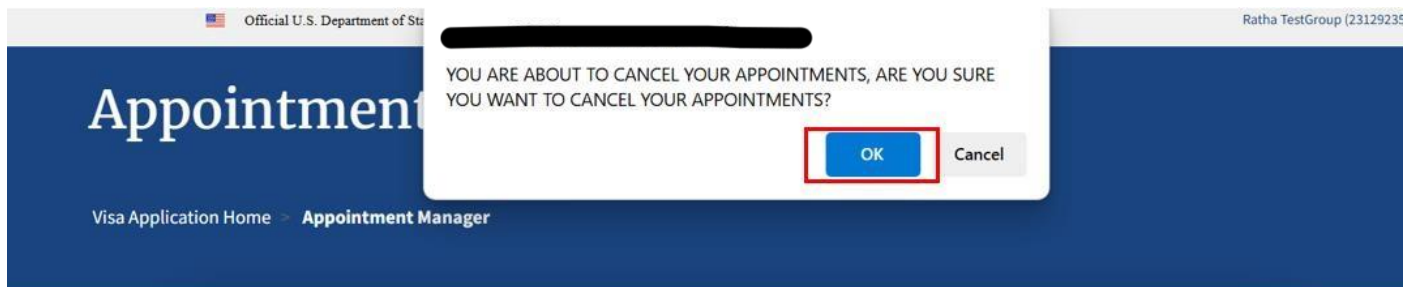 Official U.S. Department of Sta
Ratha TestGroup (23129235
YOU ARE ABOUT TO CANCEL YOUR APPOINTMENTS, ARE YOU SURE
YOU WANT TO CANCEL YOUR APPOINTMENTS?
Appointment
OK Cancel
Visa Application Home > Appointment Manager